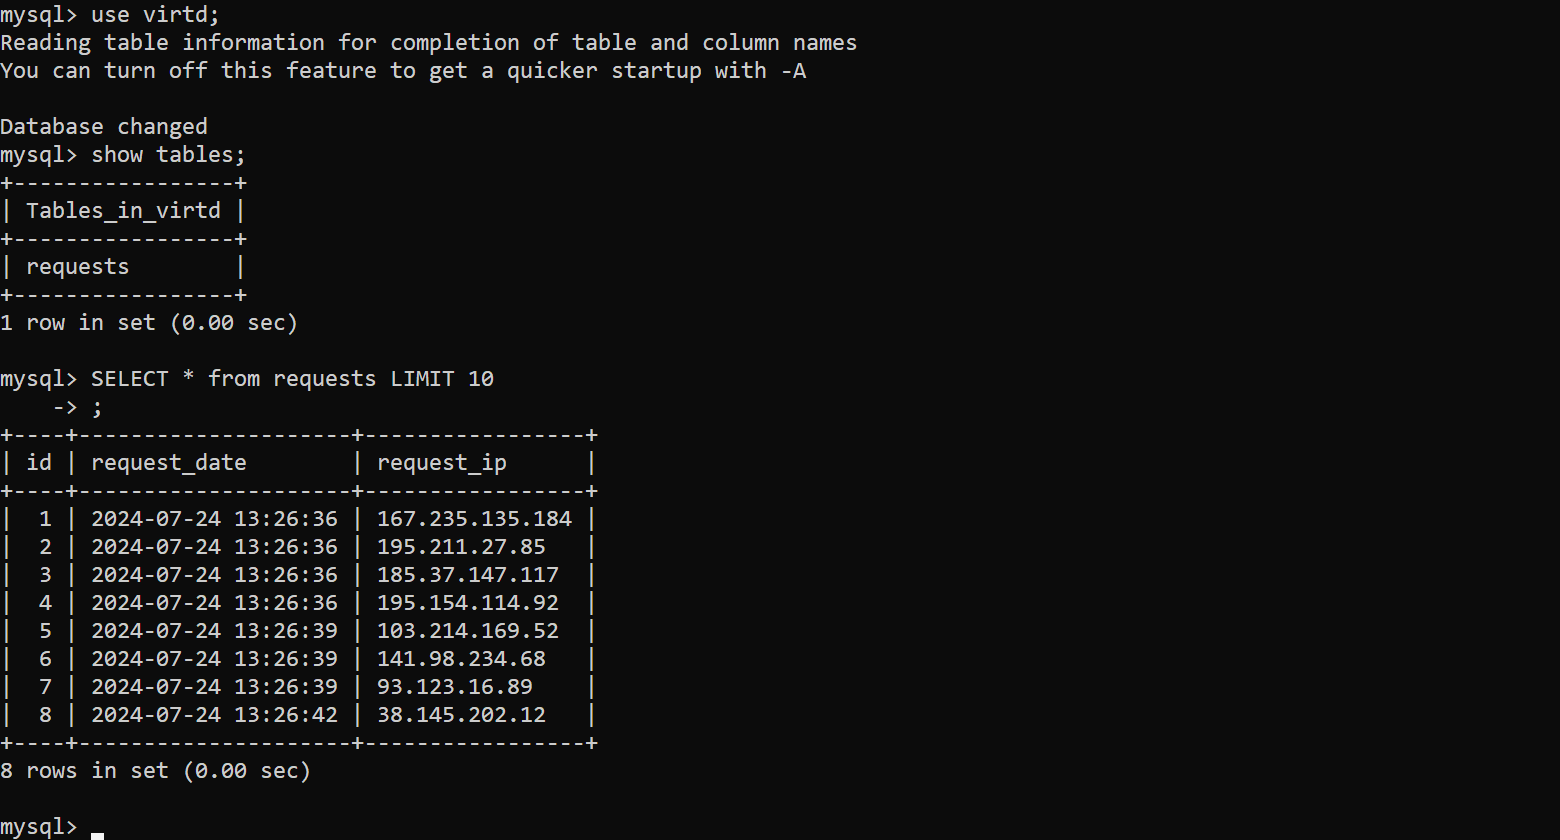 mysql> use virtd;
Reading table information for completion of table and column names
You can turn off this feature to get a quicker startup with -A

Database changed
mysql> show tables;
+-----------------+
| Tables_in_virtd |
+-----------------+
| requests        |
+-----------------+
1 row in set (0.00 sec)

mysql> SELECT * from requests LIMIT 10
    -> ;
+----+---------------------+-----------------+
| id | request_date        | request_ip      |
+----+---------------------+-----------------+
|  1 | 2024-07-24 13:26:36 | 167.235.135.184 |
|  2 | 2024-07-24 13:26:36 | 195.211.27.85   |
|  3 | 2024-07-24 13:26:36 | 185.37.147.117  |
|  4 | 2024-07-24 13:26:36 | 195.154.114.92  |
|  5 | 2024-07-24 13:26:39 | 103.214.169.52  |
|  6 | 2024-07-24 13:26:39 | 141.98.234.68   |
|  7 | 2024-07-24 13:26:39 | 93.123.16.89    |
|  8 | 2024-07-24 13:26:42 | 38.145.202.12   |
+----+---------------------+-----------------+
8 rows in set (0.00 sec)

mysql>